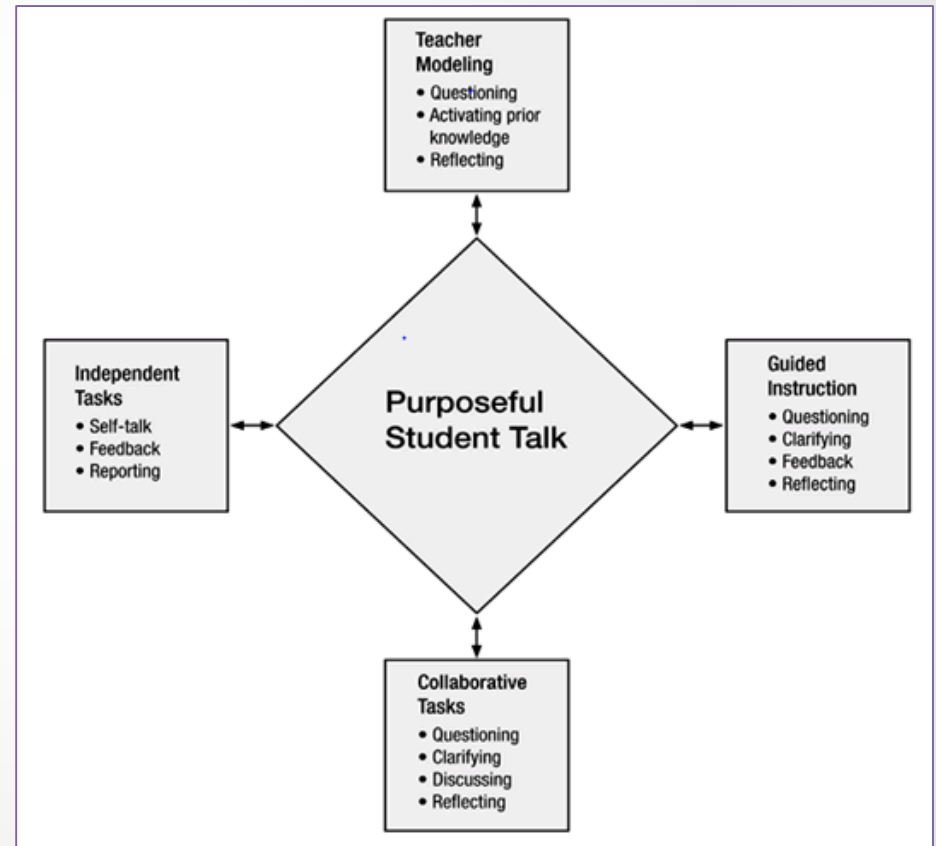 Teacher
Modeling
• Questioning
• Activating prior
knowledge
• Reflecting
Independent
Tasks
• Self-talk
• Feedback
• Reporting
Purposeful
Student Talk
Guided
Instruction
• Questioning
• Clarifying
• Feedback
• Reflecting
Collaborative
Tasks
• Questioning
• Clarifying
• Discussing
• Reflecting